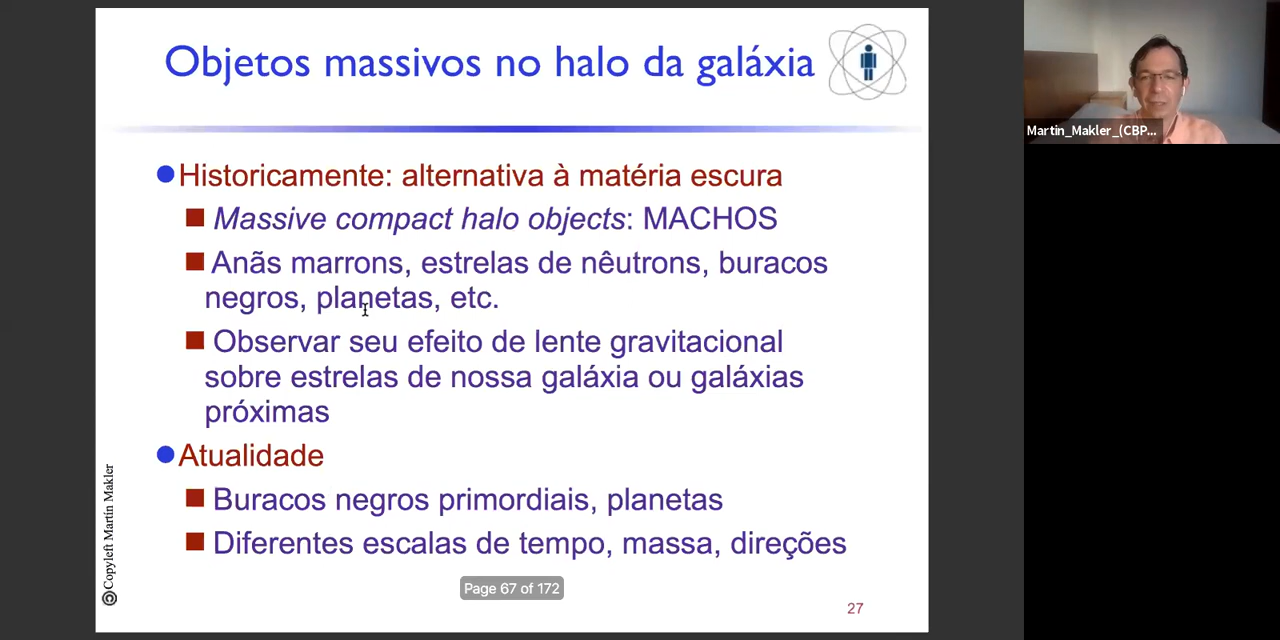 Objetos massivos no halo da galáxia
Martin_Makler_(CBP...
Historicamente: alternativa à matéria escura
Massive compact halo objects: MACHOS
Anãs marrons, estrelas de nêutrons, buracos
negros, planetas, etc.
Observar seu efeito de lente gravitacional
sobre estrelas de nossa galáxia ou galáxias
próximas
Atualidade
Buracos negros primordiais, planetas
Diferentes escalas de tempo, massa, direções
Copyleft Martín Makler
Page 67 of 172
27